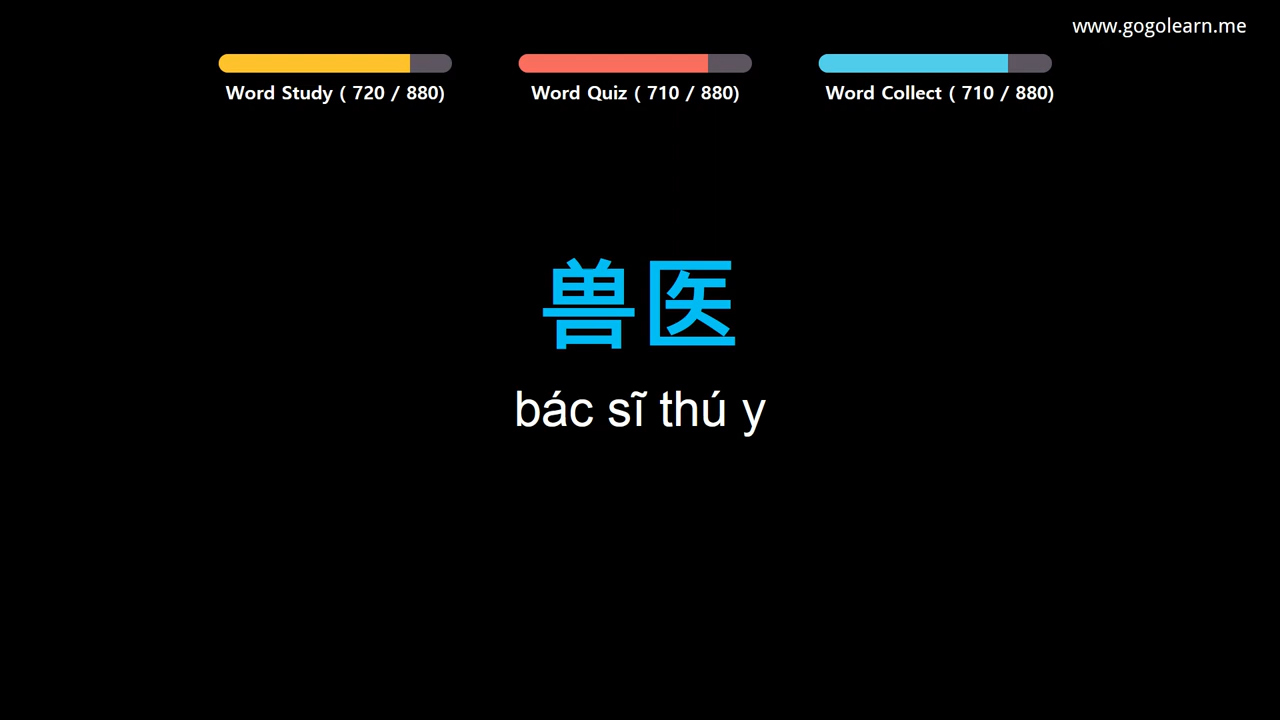 www.gogolearn.me
Word Study ( 720 / 880)
Word Quiz ( 710 / 880)
Word Collect ( 710 / 880)
兽医
bác sĩ thú y